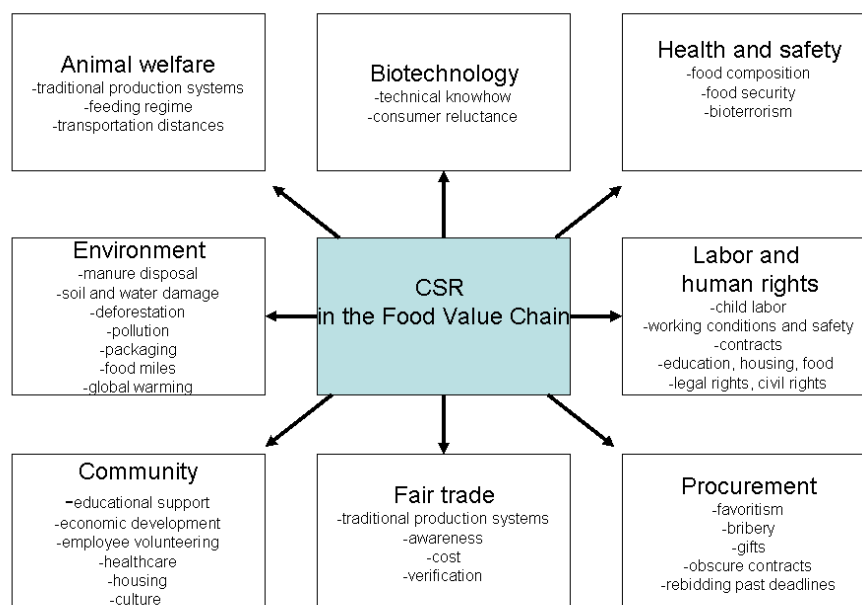 Animal welfare
-traditional production systems
-feeding regime
-transportation distances
Biotechnology
-technical knowhow
-consumer reluctance
Health and safety
-food composition
-food security
-bioterrorism
Environment
-manure disposal
-soil and water damage
-deforestation
-pollution
-packaging
-food miles
-global warming
CSR
in the Food Value Chain
Labor and
human rights
-child labor
-working conditions and safety
-contracts
-education, housing, food
-legal rights, civil rights
Community
-educational support
-economic development
-employee volunteering
-healthcare
-housing
-culture
Fair trade
-traditional production systems
-awareness
-cost
-verification
Procurement
-favoritism
-bribery
-gifts
-obscure contracts
-rebidding past deadlines